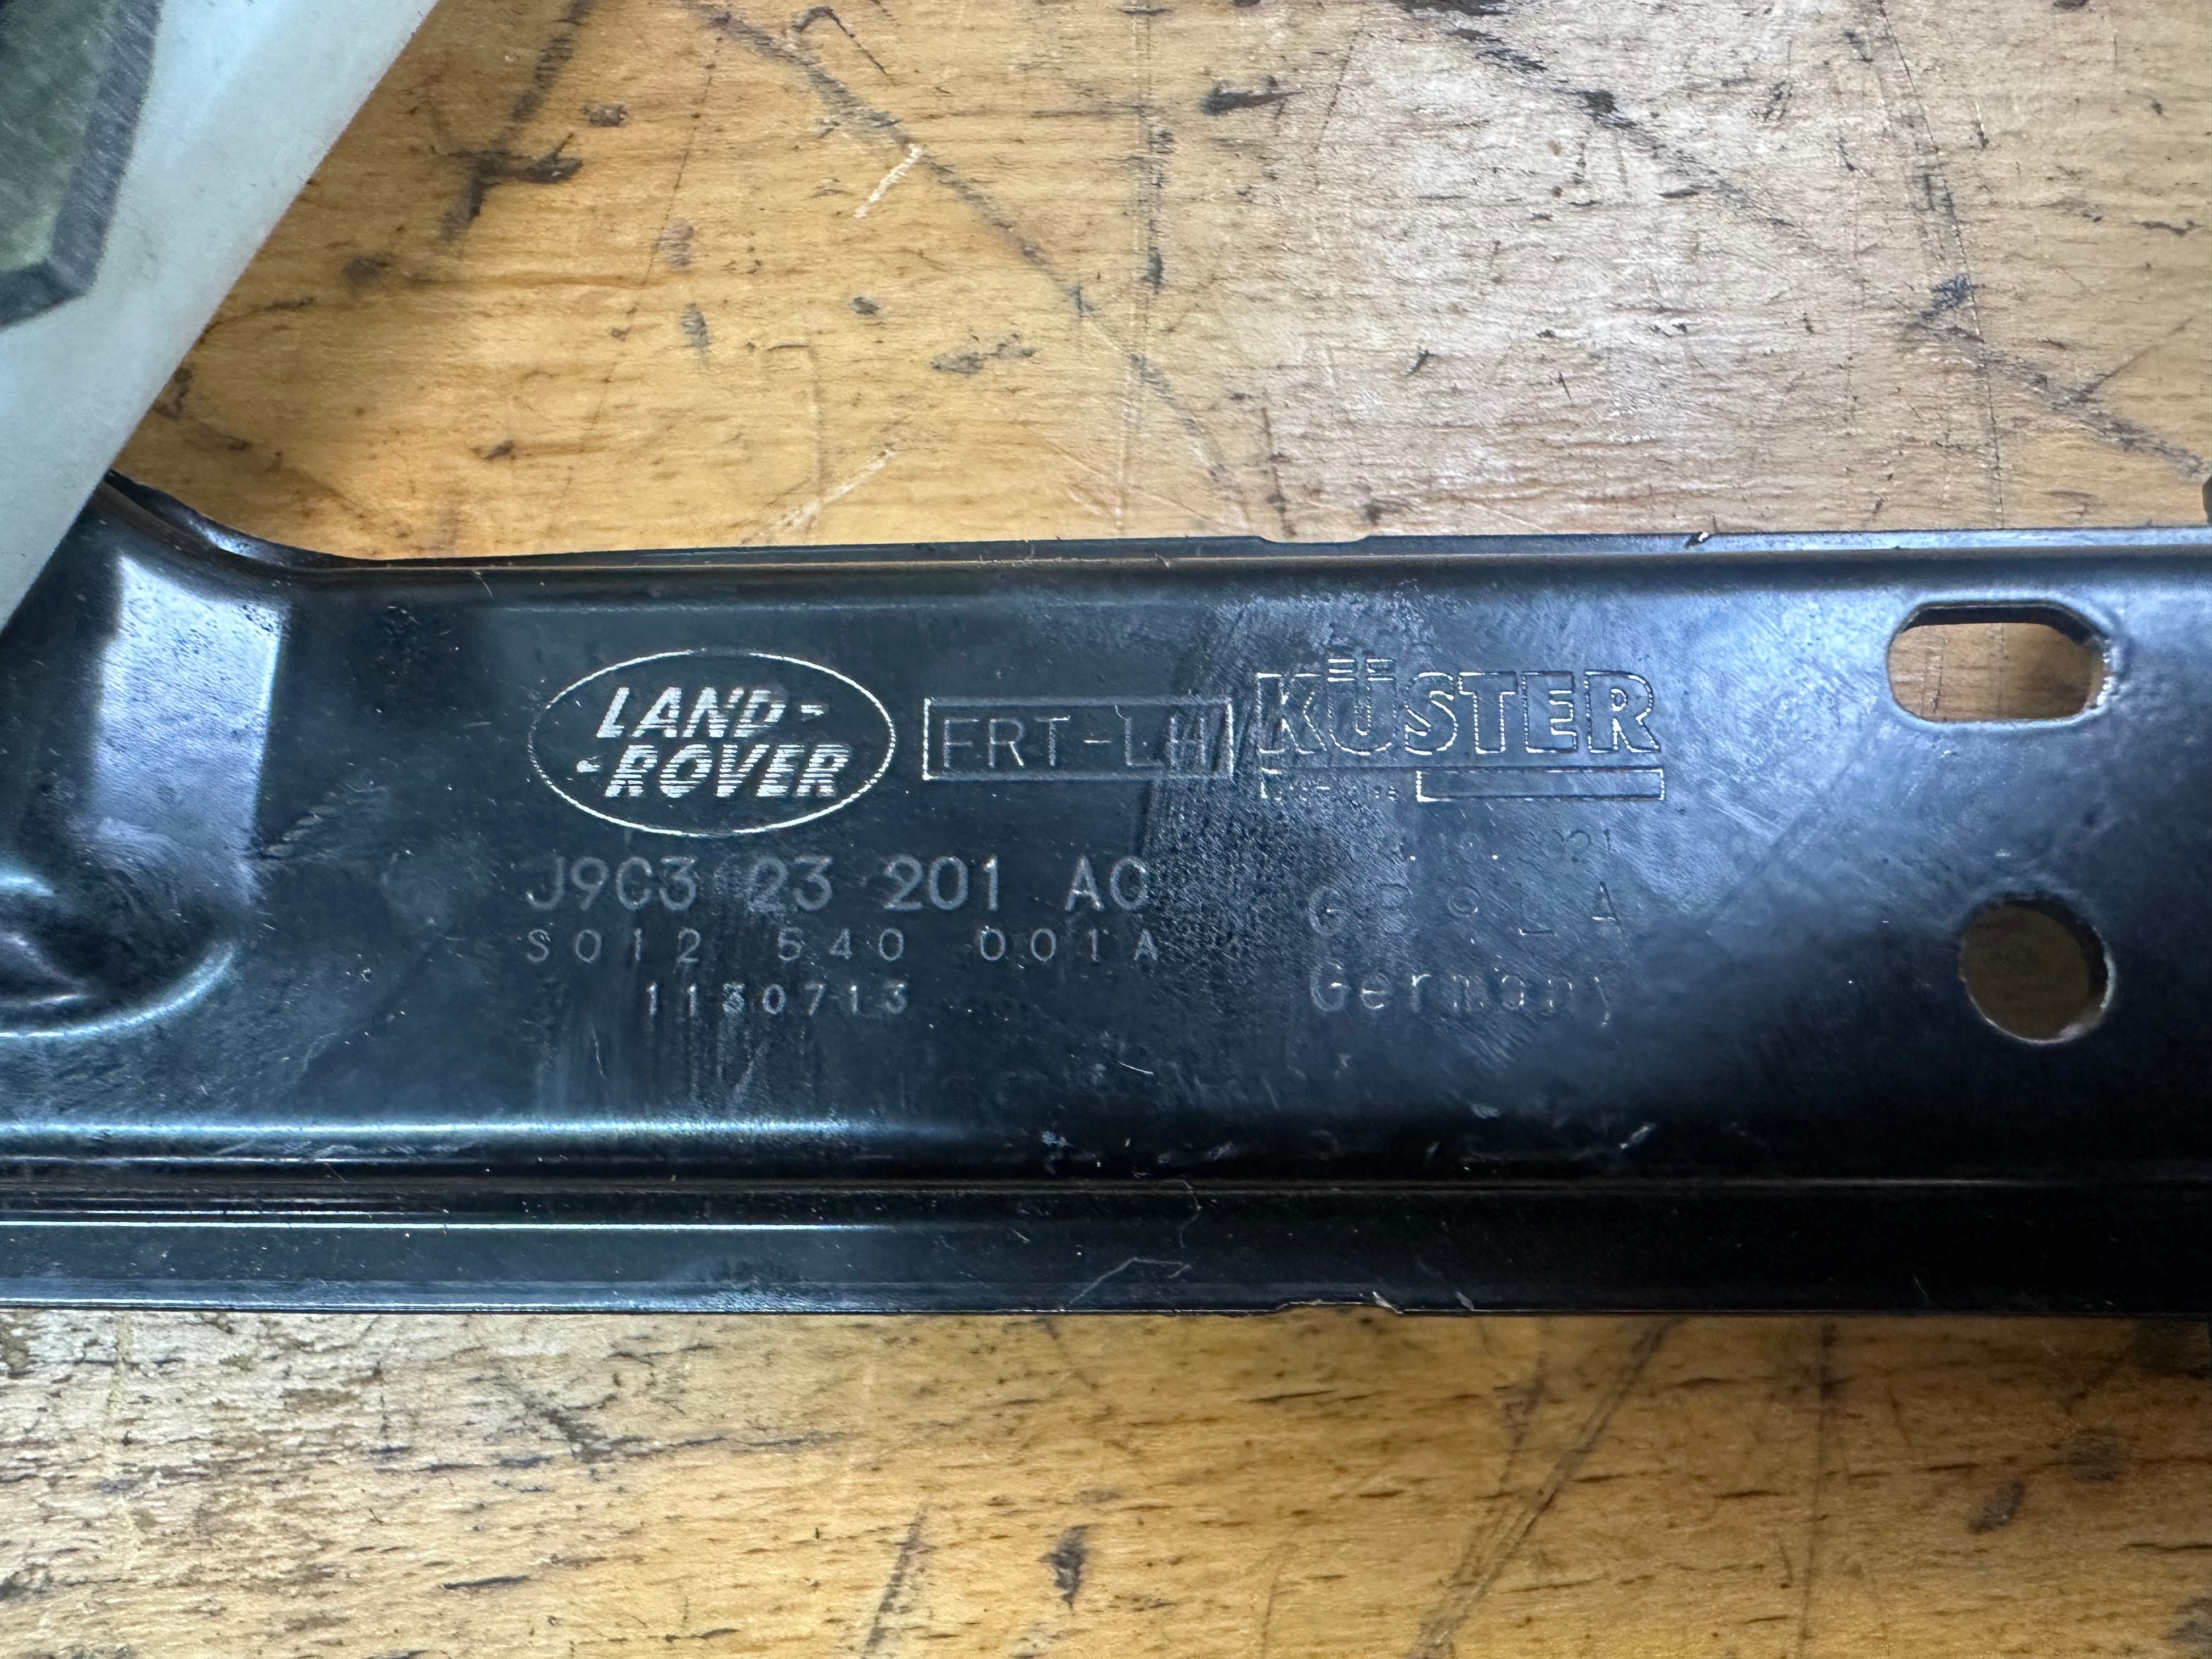 LAND-
-ROVER
FRT-LH
KÜSTER
J9C3 23 201 AC
S012 540 001A
1130713
Germany